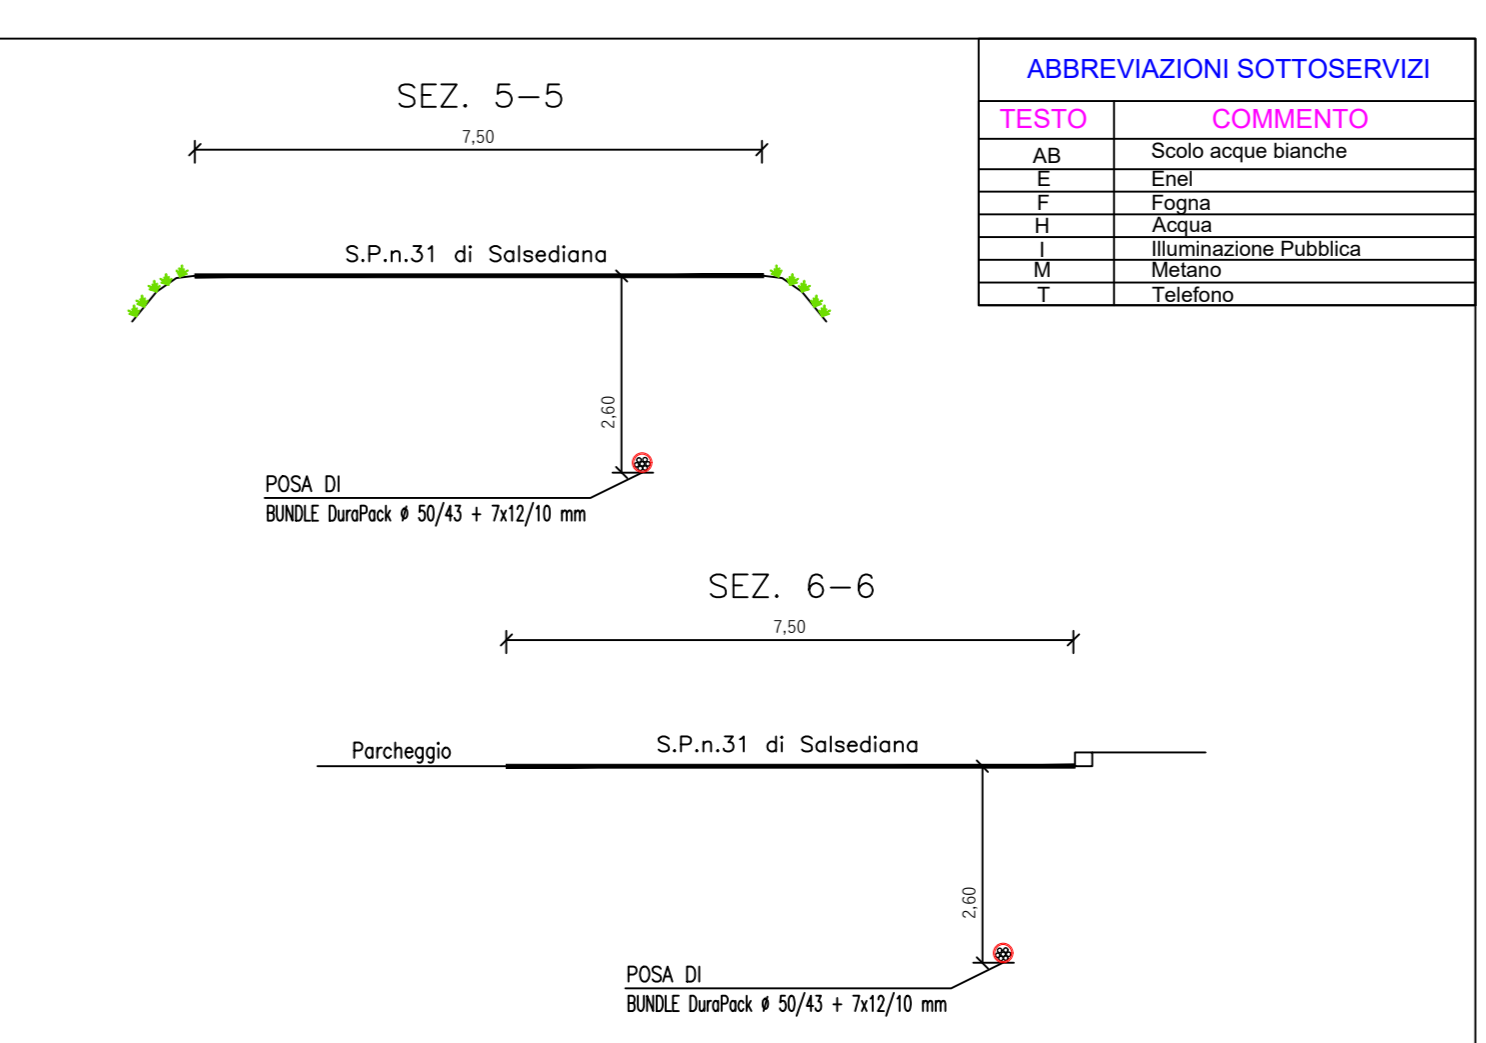 SEZ. 5-5
7,50
S.P.n.31 di Salsediana
2,60
POSA DI
BUNDLE DuraPack ø 50/43 + 7x12/10 mm
ABBREVIAZIONI SOTTOSERVIZI
TESTO COMMENTO
AB Scolo acque bianche
E Enel
F Fogna
H Acqua
I Illuminazione Pubblica
M Metano
T Telefono
SEZ. 6-6
7,50
Parcheggio
S.P.n.31 di Salsediana
2,60
POSA DI
BUNDLE DuraPack ø 50/43 + 7x12/10 mm